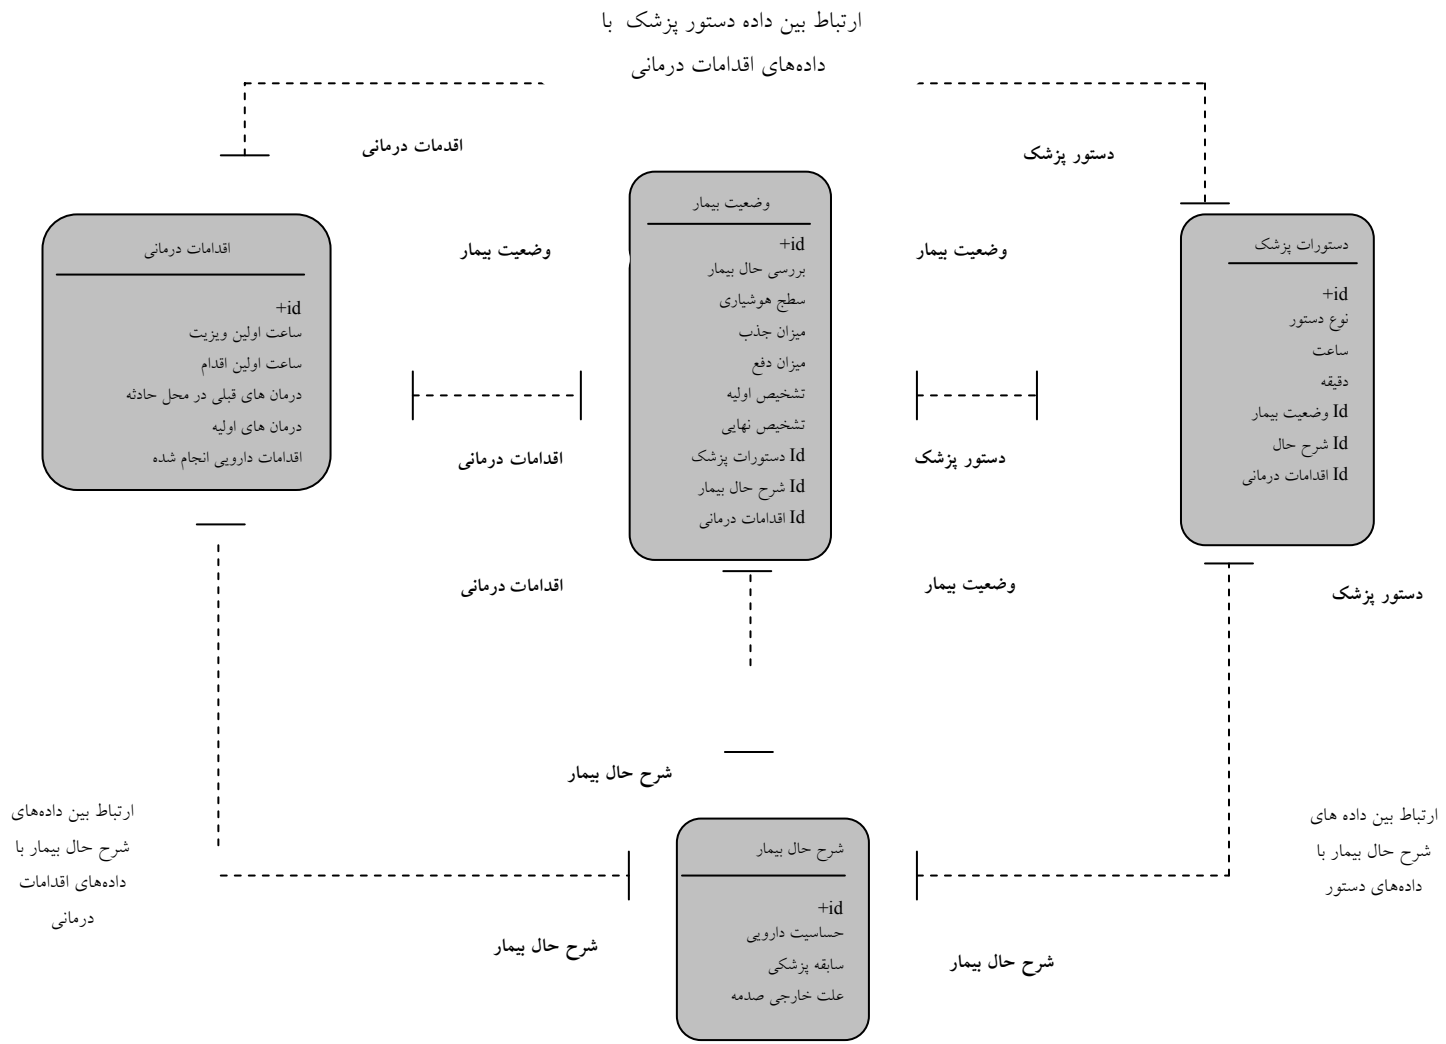 ارتباط بین داده دستور پزشک با
داده‌های اقدامات درمانی
دستور پزشک
اقدمات درمانی
دستورات پزشک
+id
نوع دستور
ساعت
دقیقه
Id وضعیت بیمار
Id شرح حال
Id اقدامات درمانی
وضعیت بیمار
دستور پزشک
وضعیت بیمار
+id
بررسی حال بیمار
سطح هوشیاری
میزان جذب
میزان دفع
تشخیص اولیه
تشخیص نهایی
Id دستورات پزشک
Id شرح حال بیمار
Id اقدامات درمانی
وضعیت بیمار
اقدامات درمانی
اقدامات درمانی
+id
ساعت اولین ویزیت
ساعت اولین اقدام
درمان های قبلی در محل حادثه
درمان های اولیه
اقدامات دارویی انجام شده
دستور پزشک
وضعیت بیمار
اقدامات درمانی
شرح حال بیمار
ارتباط بین داده های
شرح حال بیمار با
داده‌های دستور
شرح حال بیمار
+id
حساسیت دارویی
سابقه پزشکی
علت خارجی صدمه
ارتباط بین داده‌های
شرح حال بیمار با
داده‌های اقدامات
درمانی
شرح حال بیمار
شرح حال بیمار